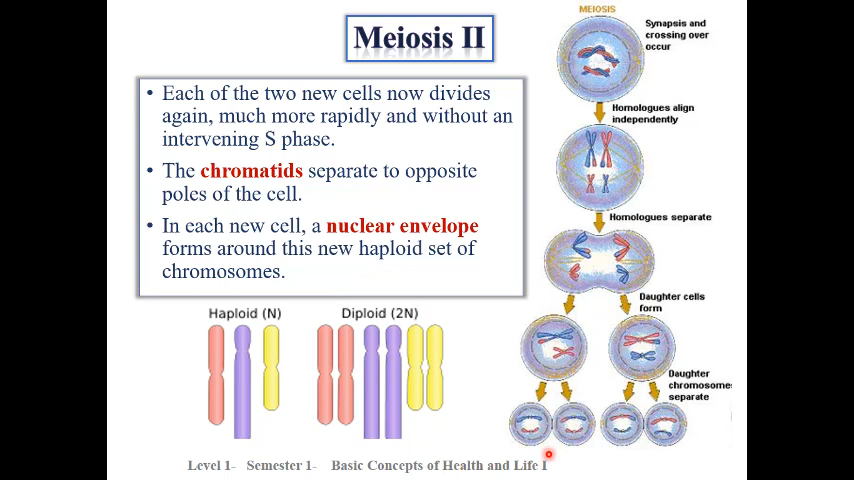 Meiosis II
• Each of the two new cells now divides
again, much more rapidly and without an
intervening S phase.
• The chromatids separate to opposite
poles of the cell.
• In each new cell, a nuclear envelope
forms around this new haploid set of
chromosomes.
Haploid (N)
Diploid (2N)
MEIOSIS
Synapsis and
crossing over
occur
Homologues align
independently
Homologues separate
Daughter cells
form
Daughter
chromosomes
separate
Level 1- Semester 1- Basic Concepts of Health and Life I